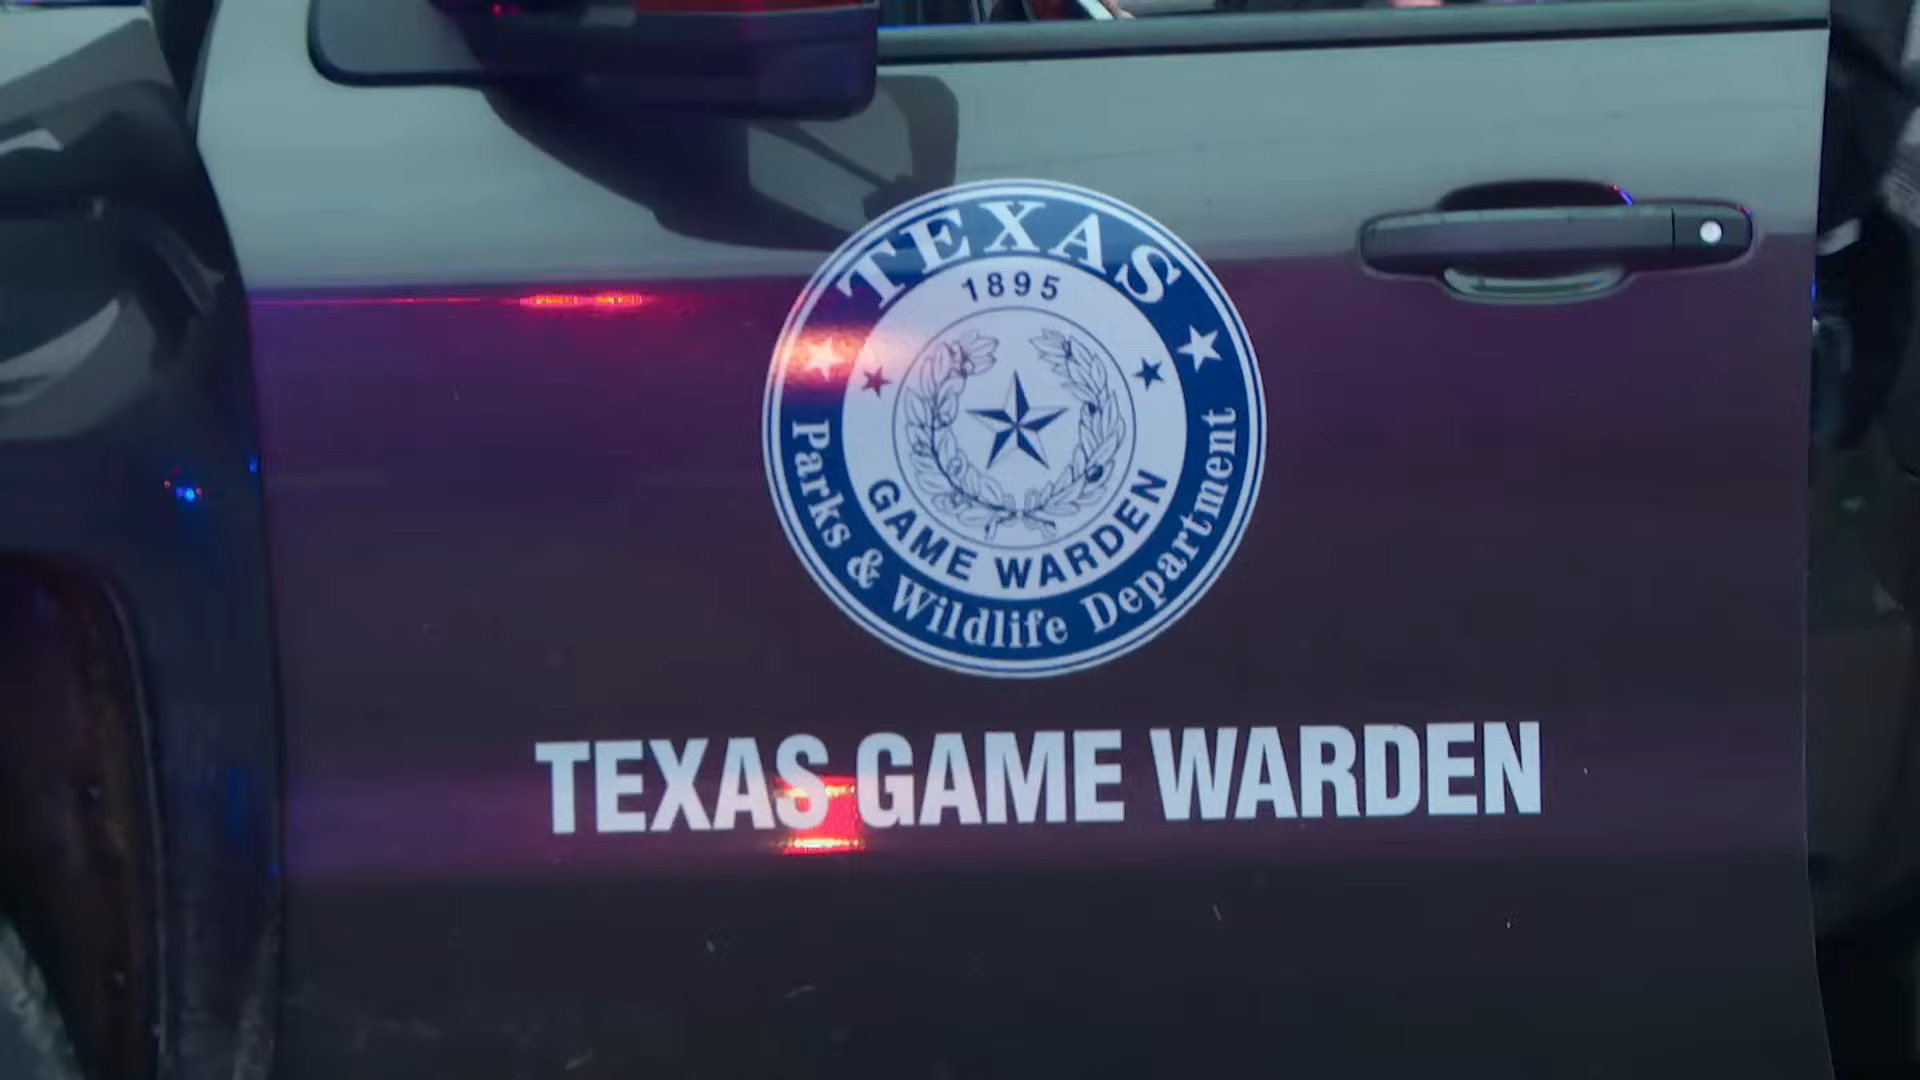 TEXAS
1895
GAME WARDEN
Parks & Wildlife Department
TEXAS GAME WARDEN